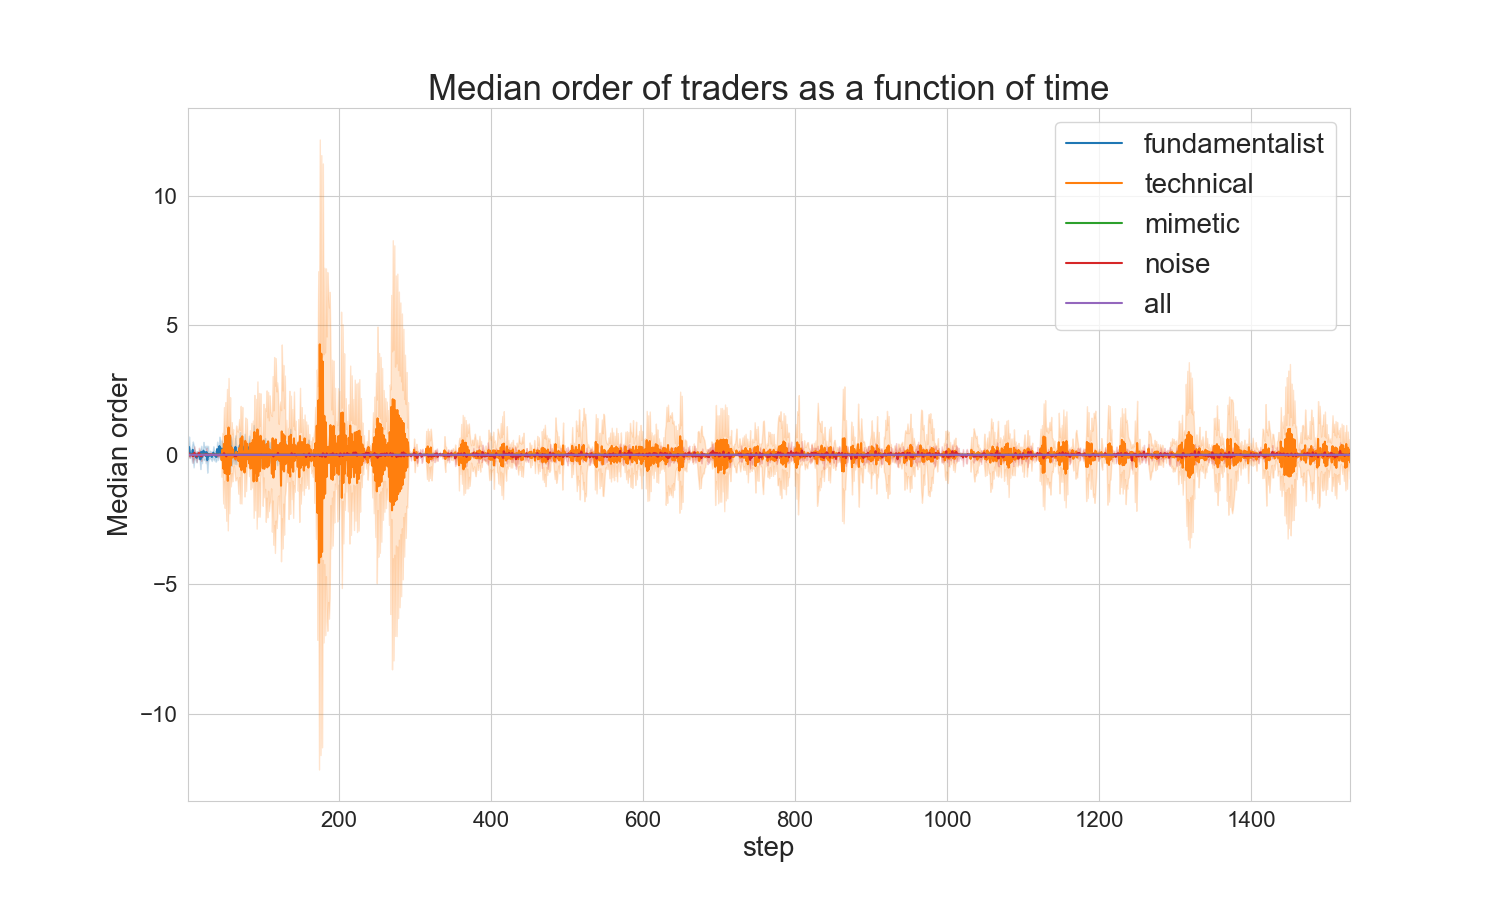 Median order of traders as a function of time
fundamentalist
technical
mimetic
noise
all
10
5
0
−5
−10
Median order
200
400
600
800
1000
1200
1400
step